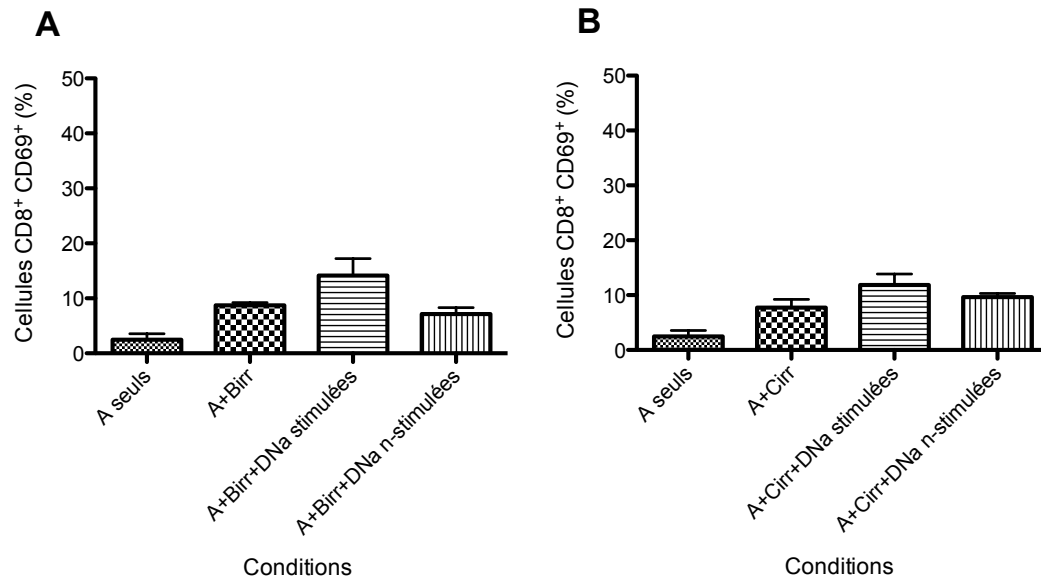 A
Cellules CD8+ CD69+ (%)
50
40
30
20
10
0
A seuls
A+Birr
A+Birr+DNa stimulées
A+Birr+DNa n-stimulées
Conditions
B
Cellules CD8+ CD69+ (%)
50
40
30
20
10
0
A seuls
A+Cirr
A+Cirr+DNa stimulées
A+Cirr+DNa n-stimulées
Conditions